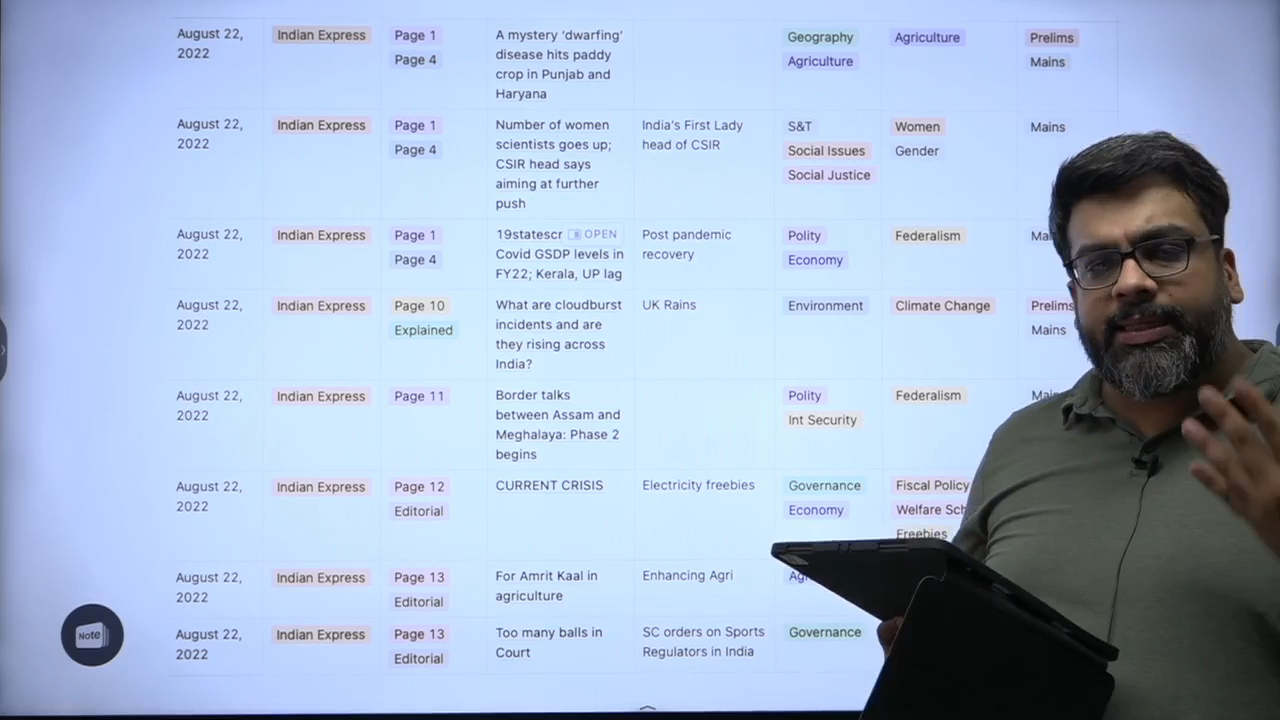 August 22,
2022
Indian Express
Page 1
Page 4
A mystery ‘dwarfing’
disease hits paddy
crop in Punjab and
Haryana
Geography
Agriculture
Agriculture
Prelims
Mains
August 22,
2022
Indian Express
Page 1
Page 4
Number of women
scientists goes up;
CSIR head says
aiming at further
push
India’s First Lady
head of CSIR
S&T
Social Issues
Social Justice
Women
Gender
Mains
August 22,
2022
Indian Express
Page 1
Page 4
19statescr OPEN
Covid GSDP levels in
FY22; Kerala, UP lag
Post pandemic
recovery
Polity
Economy
Federalism
August 22,
2022
Indian Express
Page 10
Explained
What are cloudburst
incidents and are
they rising across
India?
UK Rains
Environment
Climate Change
Prelims
Mains
August 22,
2022
Indian Express
Page 11
Border talks
between Assam and
Meghalaya: Phase 2
begins
Polity
Int Security
Federalism
August 22,
2022
Indian Express
Page 12
Editorial
CURRENT CRISIS
Electricity freebies
Governance
Economy
Fiscal Policy
Welfare Sch
Freebies
August 22,
2022
Indian Express
Page 13
Editorial
For Amrit Kaal in
agriculture
Enhancing Agri
August 22,
2022
Indian Express
Page 13
Editorial
Too many balls in
Court
SC orders on Sports
Regulators in India
Governance
Note